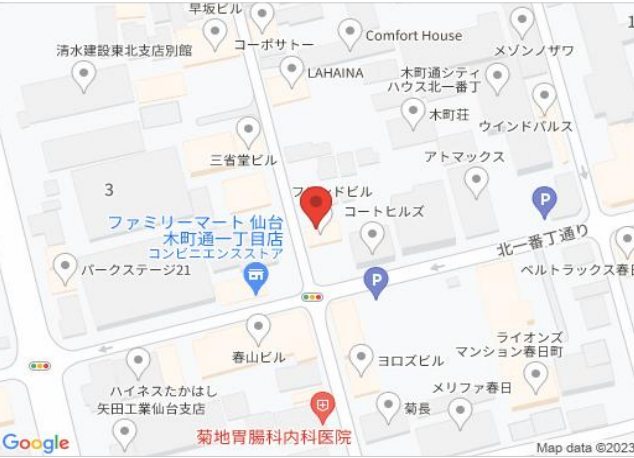 早坂ビル
コーポサトー
Comfort House
メゾンノザワ
清水建設東北支店別館
LAHAINA
木町通シティ
ハウス北一番丁
木町荘
ウインドパルス
三省堂ビル
アトマックス
3
コートヒルズ
P
ファミリーマート 仙台
木町通一丁目店
コンビニエンスストア
北一番丁通り
パークステージ21
P
春山ビル
ヨロズビル
ライオンズ
マンション春日町
ハイネスたかはし
メリファ春日
矢田工業仙台支店
菊長
菊地胃腸科内科医院
Google
Map data ©2023